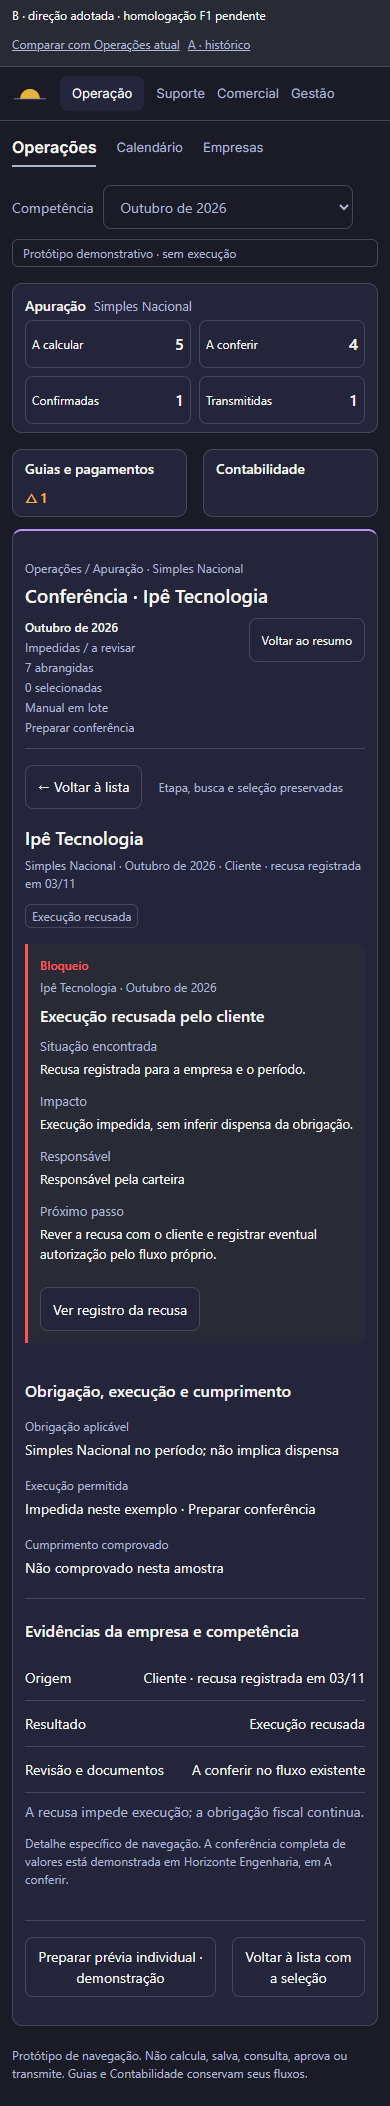 B · direção adotada · homologação F1 pendente
Comparar com Operações atual A · histórico
Operação Suporte Comercial Gestão
Operações Calendário Empresas
Competência Outubro de 2026
Protótipo demonstrativo · sem execução
Apuração Simples Nacional
A calcular 5 A conferir 4
Confirmadas 1 Transmitidas 1
Guias e pagamentos Contabilidade
△ 1
Operações / Apuração · Simples Nacional
Conferência · Ipê Tecnologia
Outubro de 2026
Impedidas / a revisar
7 abrangidas
0 selecionadas
Manual em lote
Preparar conferência
Voltar ao resumo
← Voltar à lista Etapa, busca e seleção preservadas
Ipê Tecnologia
Simples Nacional · Outubro de 2026 · Cliente · recusa registrada
em 03/11
Execução recusada
Bloqueio
Ipê Tecnologia · Outubro de 2026
Execução recusada pelo cliente
Situação encontrada
Recusa registrada para a empresa e o período.
Impacto
Execução impedida, sem inferir dispensa da obrigação.
Responsável
Responsável pela carteira
Próximo passo
Rever a recusa com o cliente e registrar eventual
autorização pelo fluxo próprio.
Ver registro da recusa
Obrigação, execução e cumprimento
Obrigação aplicável
Simples Nacional no período; não implica dispensa
Execução permitida
Impedida neste exemplo · Preparar conferência
Cumprimento comprovado
Não comprovado nesta amostra
Evidências da empresa e competência
Origem Cliente · recusa registrada em 03/11
Resultado Execução recusada
Revisão e documentos A conferir no fluxo existente
A recusa impede execução; a obrigação fiscal continua.
Detalhe específico de navegação. A conferência completa de
valores está demonstrada em Horizonte Engenharia, em A
conferir.
Preparar prévia individual ·
demonstração
Voltar à lista com
a seleção
Protótipo de navegação. Não calcula, salva, consulta, aprova ou
transmite. Guias e Contabilidade conservam seus fluxos.